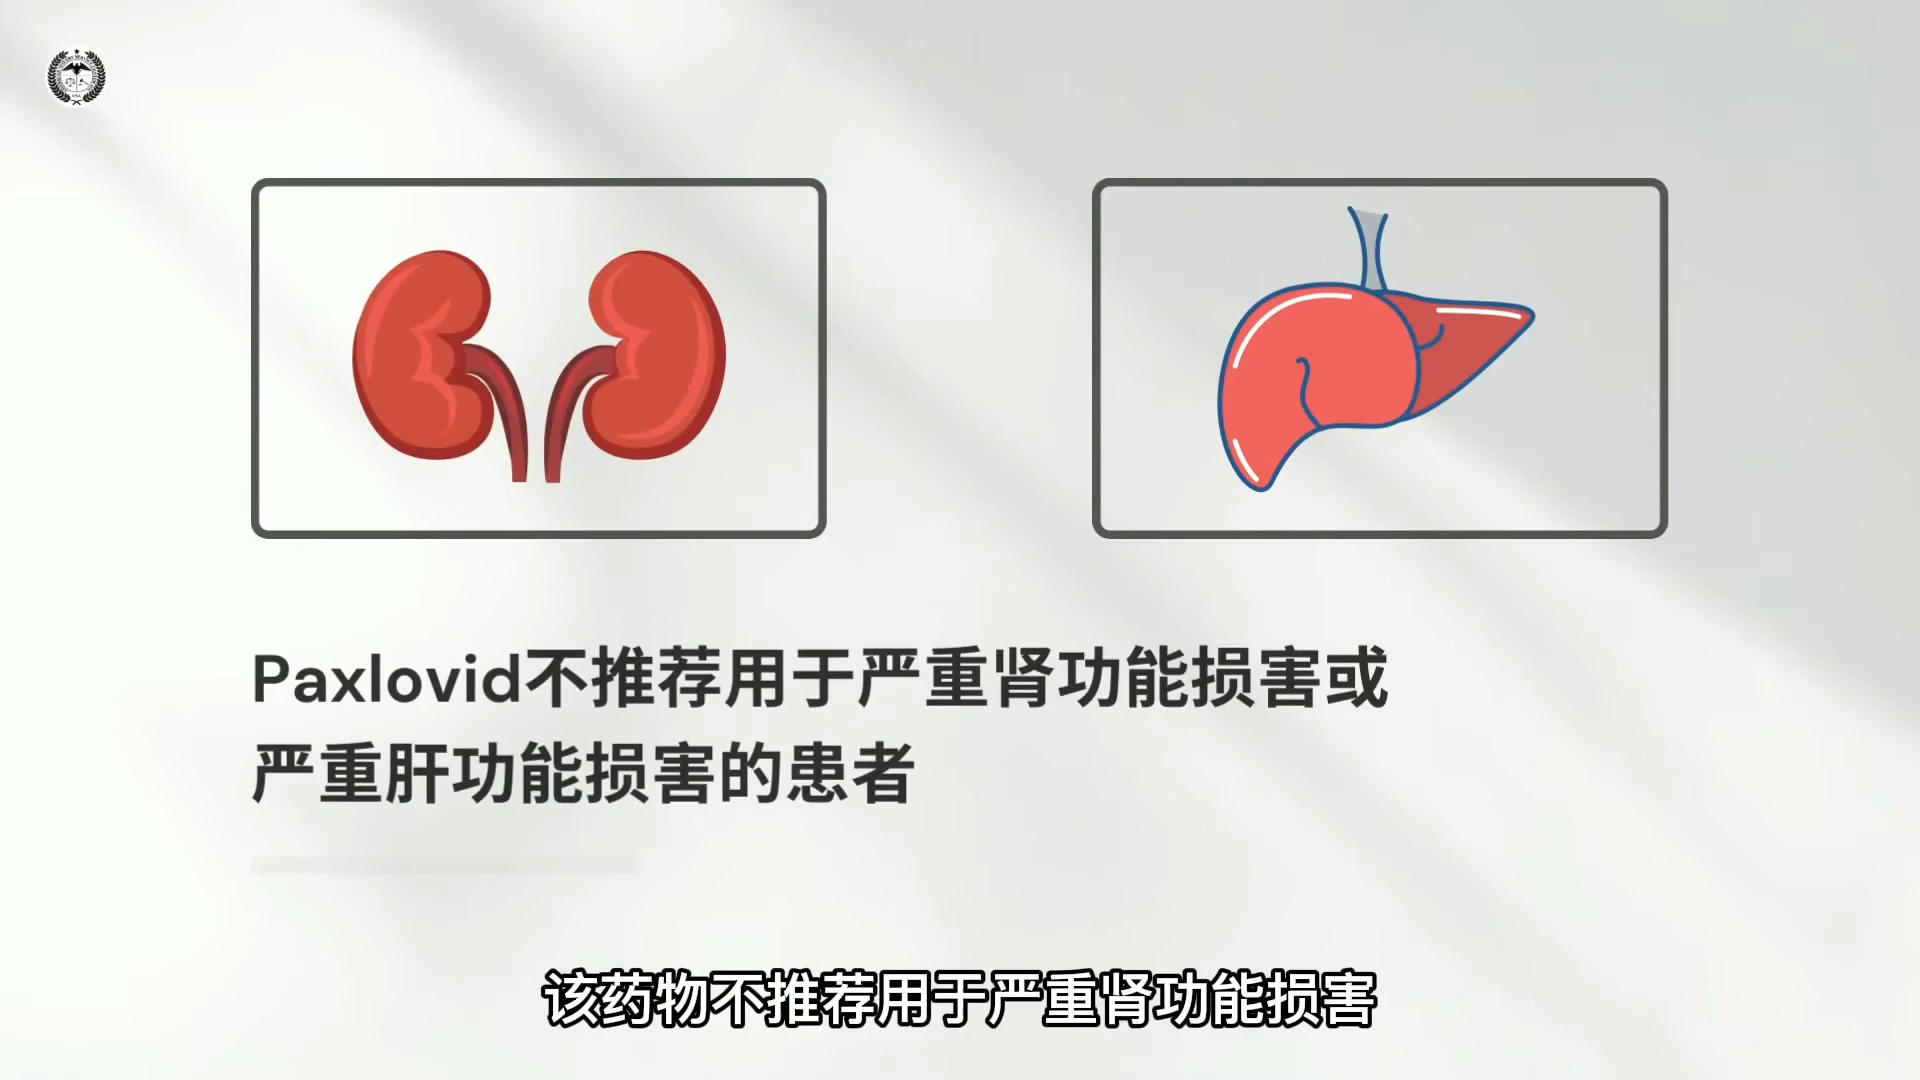 Paxlovid不推荐用于严重肾功能损害或
严重肝功能损害的患者
该药物不推荐用于严重肾功能损害